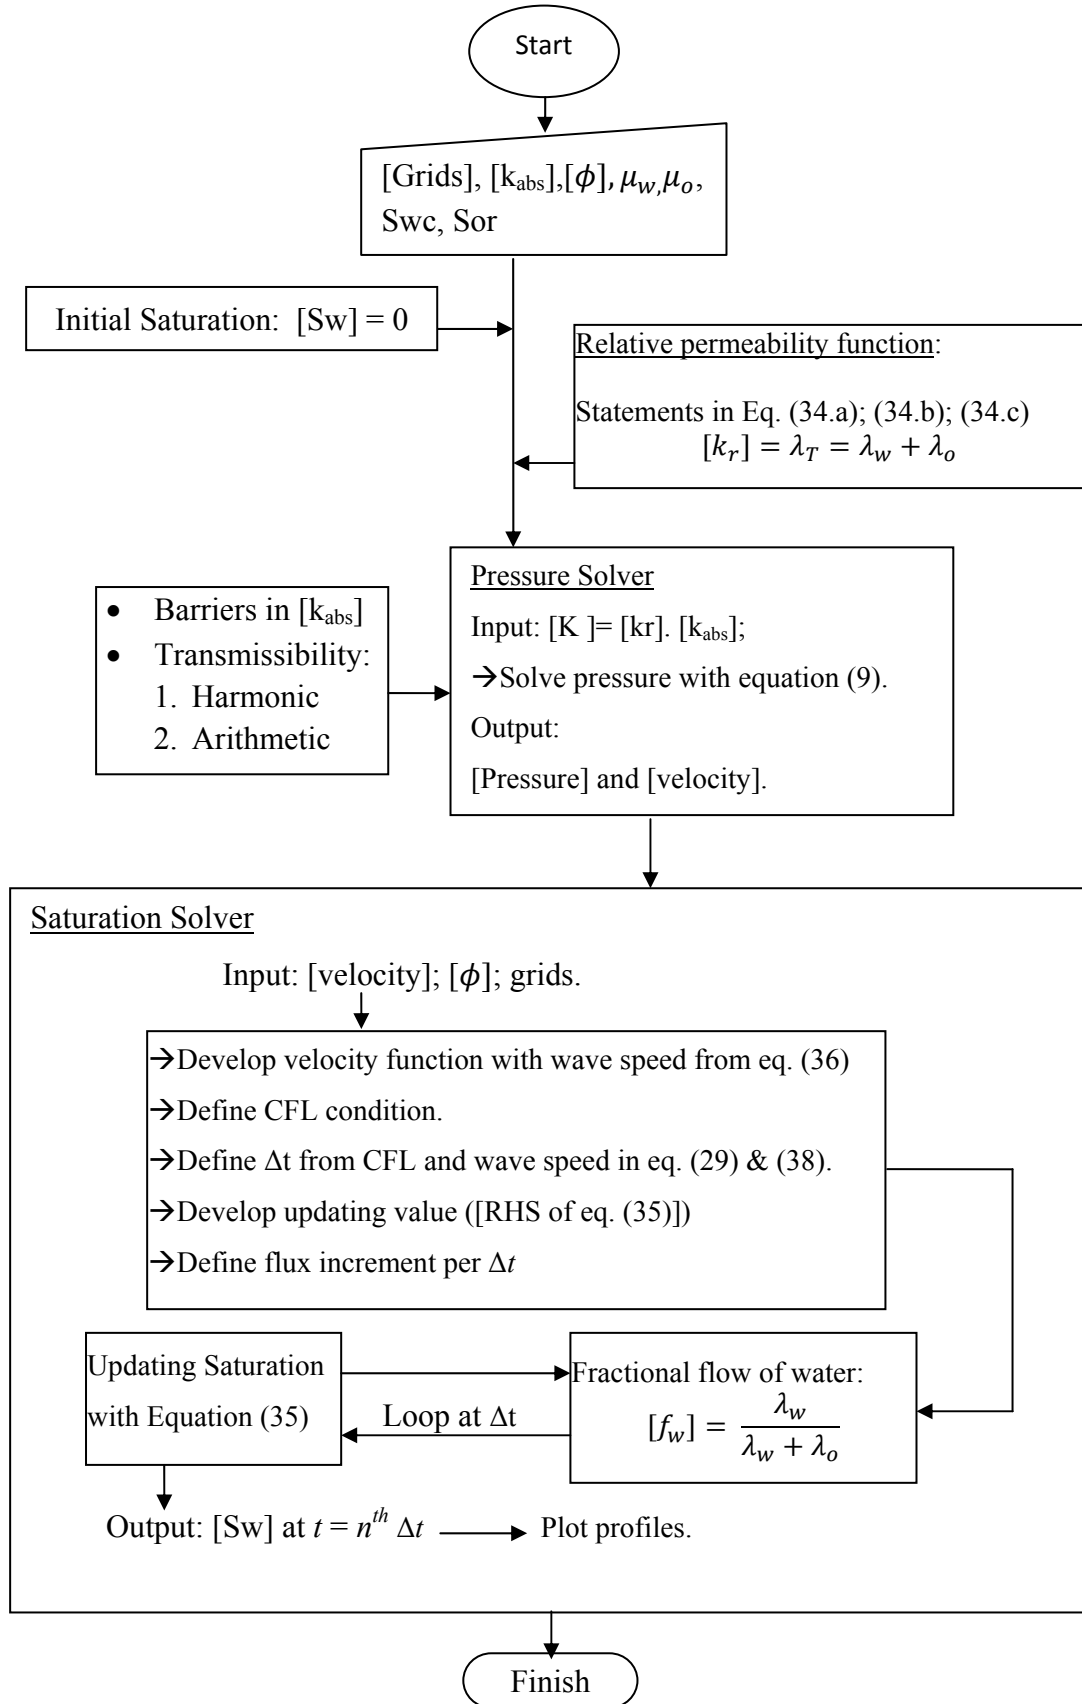 Start
[Grids], [k_abs],[ϕ], μ_w,μ_o,
Swc, Sor
Initial Saturation: [Sw] = 0
Relative permeability function:
Statements in Eq. (34.a); (34.b); (34.c)
[k_r] = λ_T = λ_w + λ_o
• Barriers in [k_abs]
• Transmissibility:
1. Harmonic
2. Arithmetic
Pressure Solver
Input: [K ]= [kr]. [k_abs];
→Solve pressure with equation (9).
Output:
[Pressure] and [velocity].
Saturation Solver
Input: [velocity]; [ϕ]; grids.
→Develop velocity function with wave speed from eq. (36)
→Define CFL condition.
→Define Δt from CFL and wave speed in eq. (29) & (38).
→Develop updating value ([RHS of eq. (35)])
→Define flux increment per Δt
Updating Saturation
with Equation (35)
Loop at Δt
Fractional flow of water:
[f_w] = λ_w / (λ_w + λ_o)
Output: [Sw] at t = n^th Δt
Plot profiles.
Finish